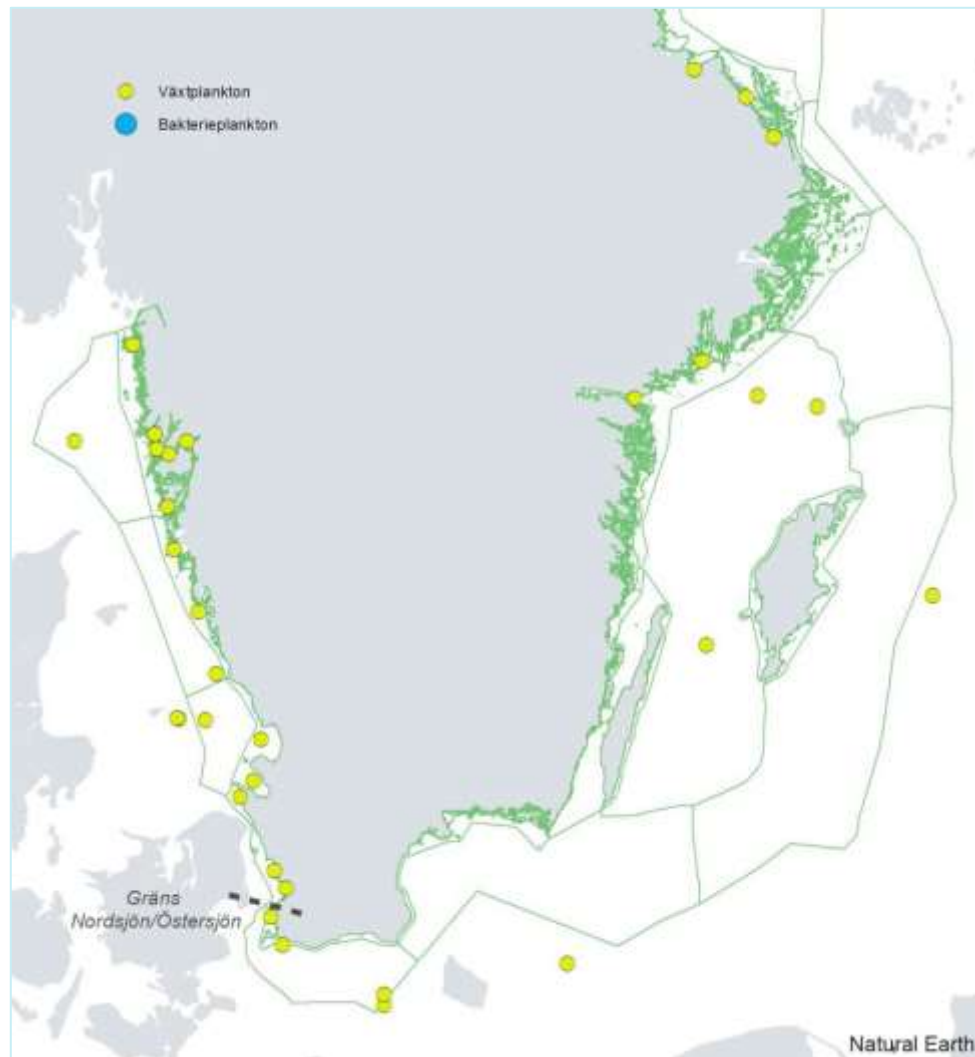 Växtplankton
Bakterieplankton
Gräns
Nordsjön/Östersjön
Natural Earth